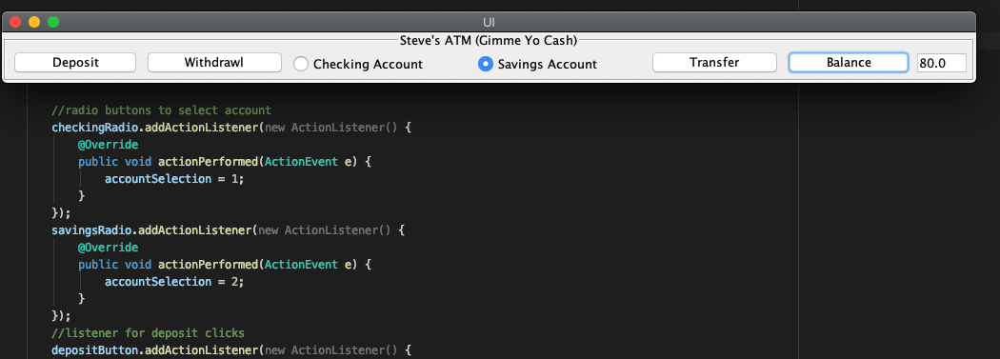 UI
Steve's ATM (Gimme Yo Cash)
Deposit Withdrawl Checking Account Savings Account Transfer Balance 80.0
//radio buttons to select account
checkingRadio.addActionListener(new ActionListener() {
@Override
public void actionPerformed(ActionEvent e) {
accountSelection = 1;
}
});
savingsRadio.addActionListener(new ActionListener() {
@Override
public void actionPerformed(ActionEvent e) {
accountSelection = 2;
}
});
//listener for deposit clicks
depositButton.addActionListener(new ActionListener() {